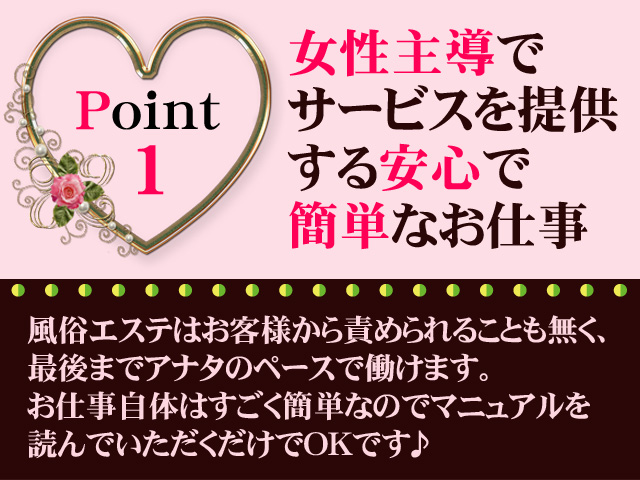 Point
1
女性主導で
サービスを提供
する安心で
簡単なお仕事
風俗エステはお客様から責められることも無く、
最後までアナタのペースで働けます。
お仕事自体はすごく簡単なのでマニュアルを
読んでいただくだけでOKです♪